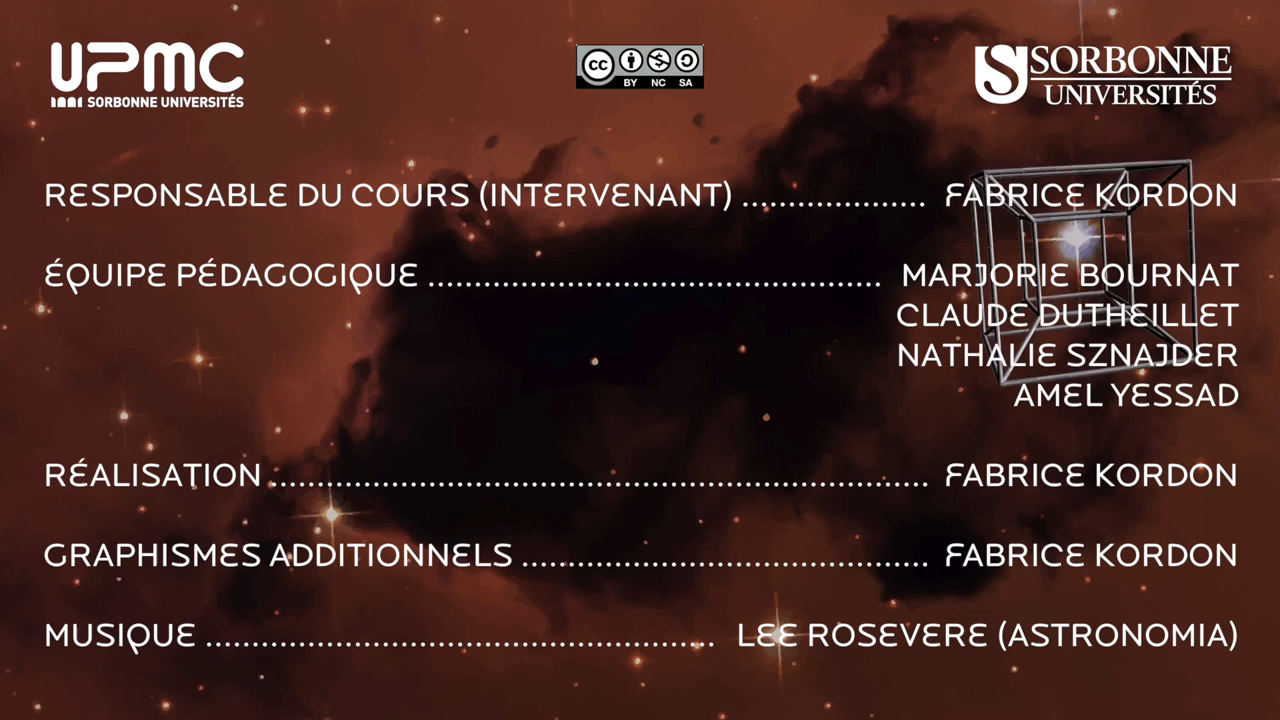 UPMC
SORBONNE UNIVERSITÉS
CC BY NC SA
SORBONNE
UNIVERSITÉS
RESPONSABLE DU COURS (INTERVENANT) .................... FABRICE KORDON
ÉQUIPE PÉDAGOGIQUE ................................................. MARJORIE BOURNAT
CLAUDE DUTHEILLET
NATHALIE SZNAJDER
AMEL YESSAD
RÉALISATION ....................................................................... FABRICE KORDON
GRAPHISMES ADDITIONNELS ............................................ FABRICE KORDON
MUSIQUE ....................................................... LEE ROSEVERE (ASTRONOMIA)